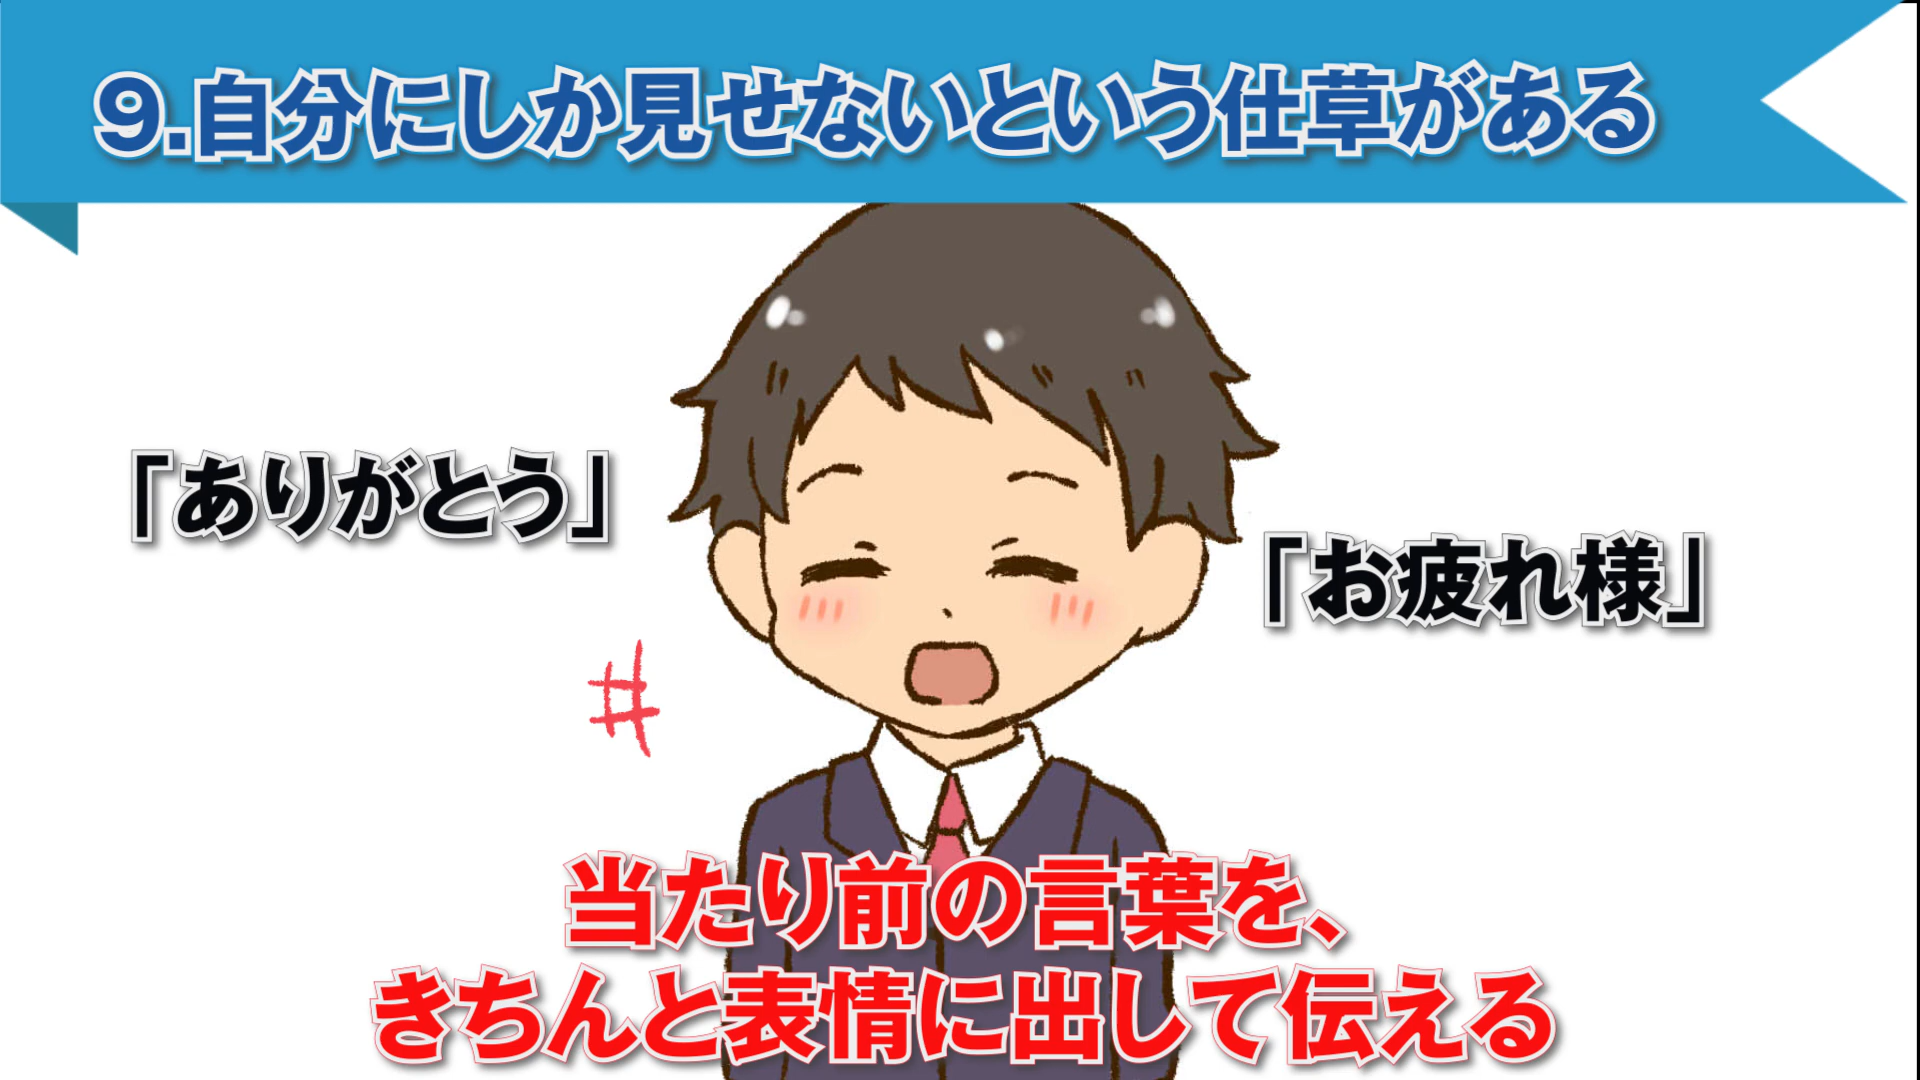 9.自分にしか見せないという仕草がある
「ありがとう」
「お疲れ様」
当たり前の言葉を、
きちんと表情に出して伝える